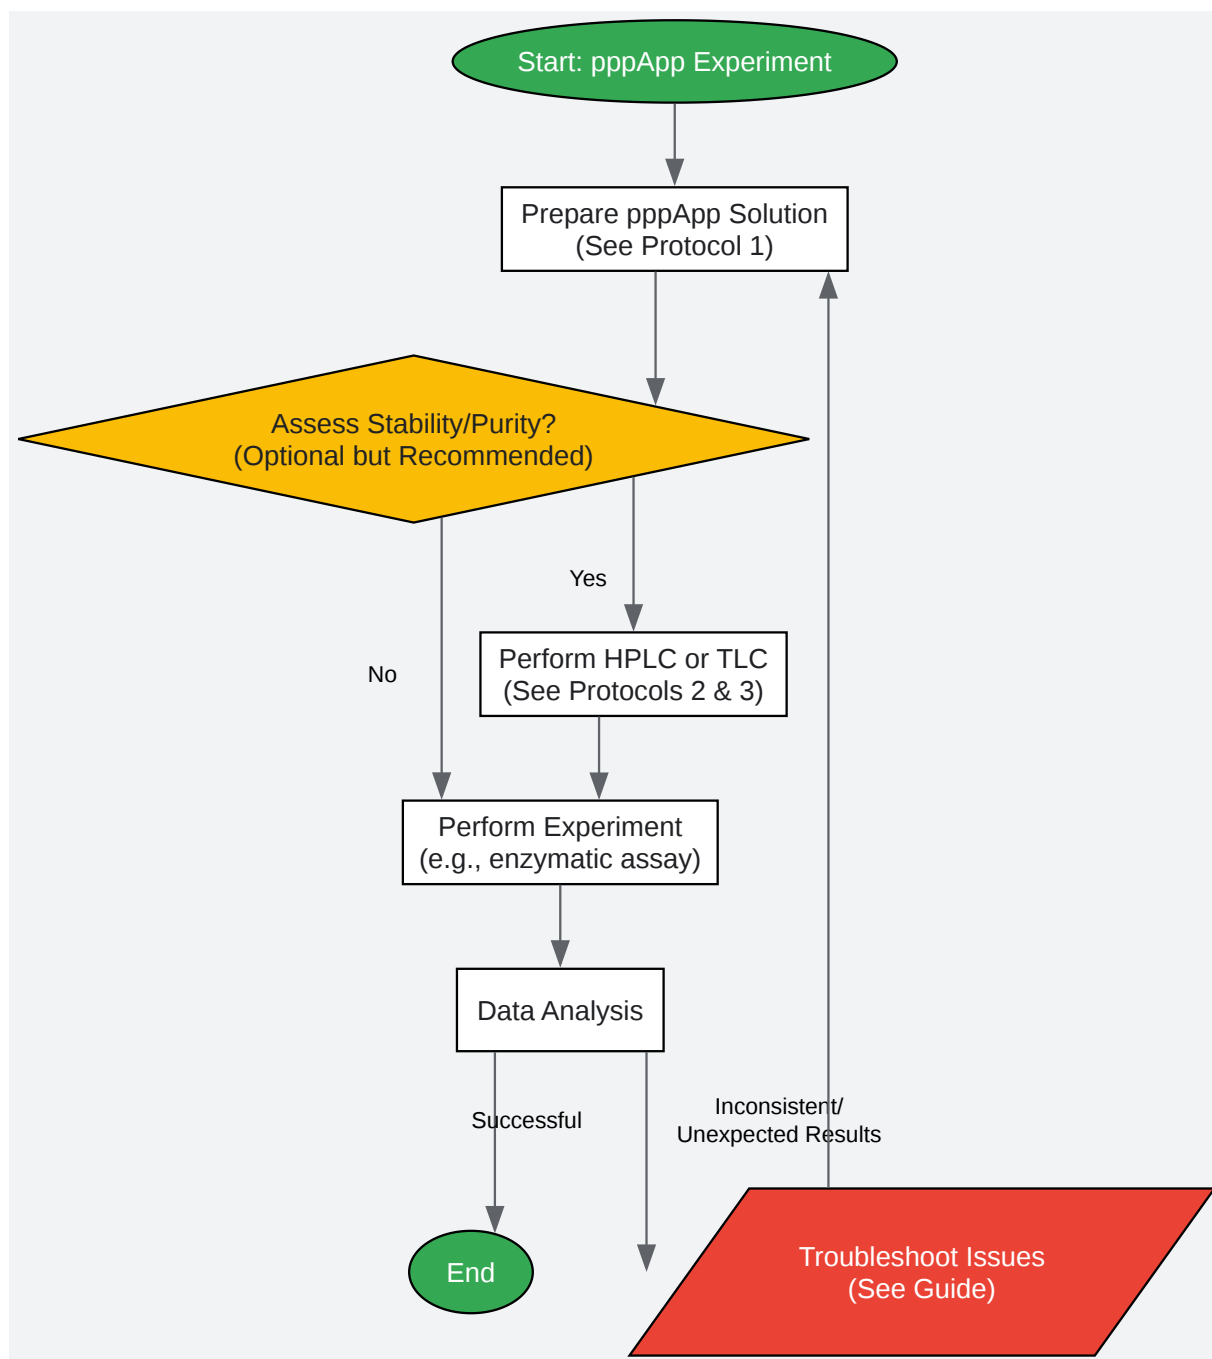 Start: pppApp Experiment
Prepare pppApp Solution
(See Protocol 1)
Assess Stability/Purity?
(Optional but Recommended)
Yes
No
Perform HPLC or TLC
(See Protocols 2 & 3)
Perform Experiment
(e.g., enzymatic assay)
Data Analysis
Successful
Inconsistent/
Unexpected Results
End
Troubleshoot Issues
(See Guide)